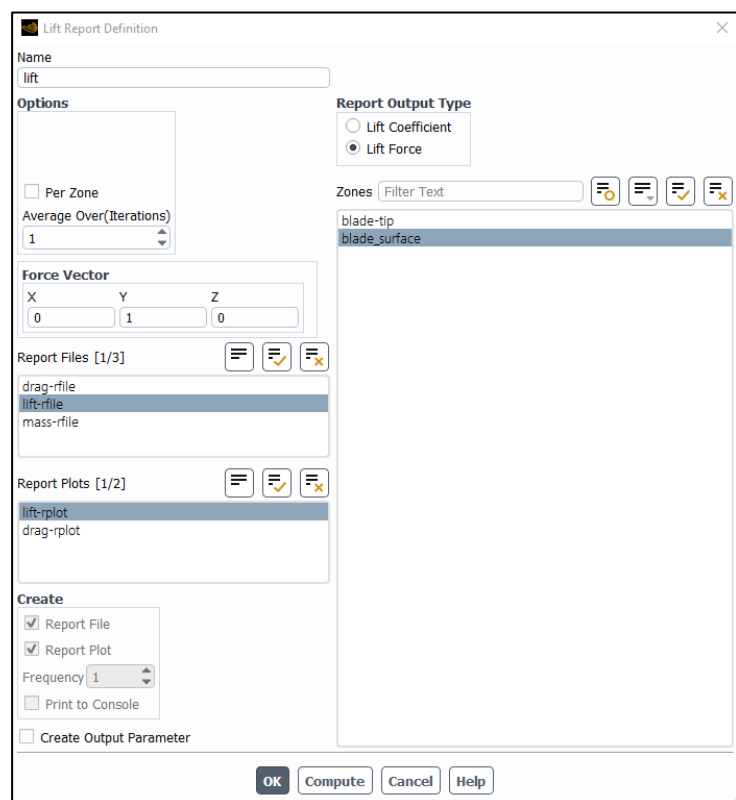 Lift Report Definition
Name
lift
Options
Per Zone
Average Over(Iterations)
1
Force Vector
X Y Z
0 1 0
Report Files [1/3]
drag-rfile
lift-rfile
mass-rfile
Report Plots [1/2]
lift-rplot
drag-rplot
Create
Report File
Report Plot
Frequency 1
Print to Console
Create Output Parameter
Report Output Type
Lift Coefficient
Lift Force
Zones Filter Text
blade-tip
blade_surface
OK Compute Cancel Help